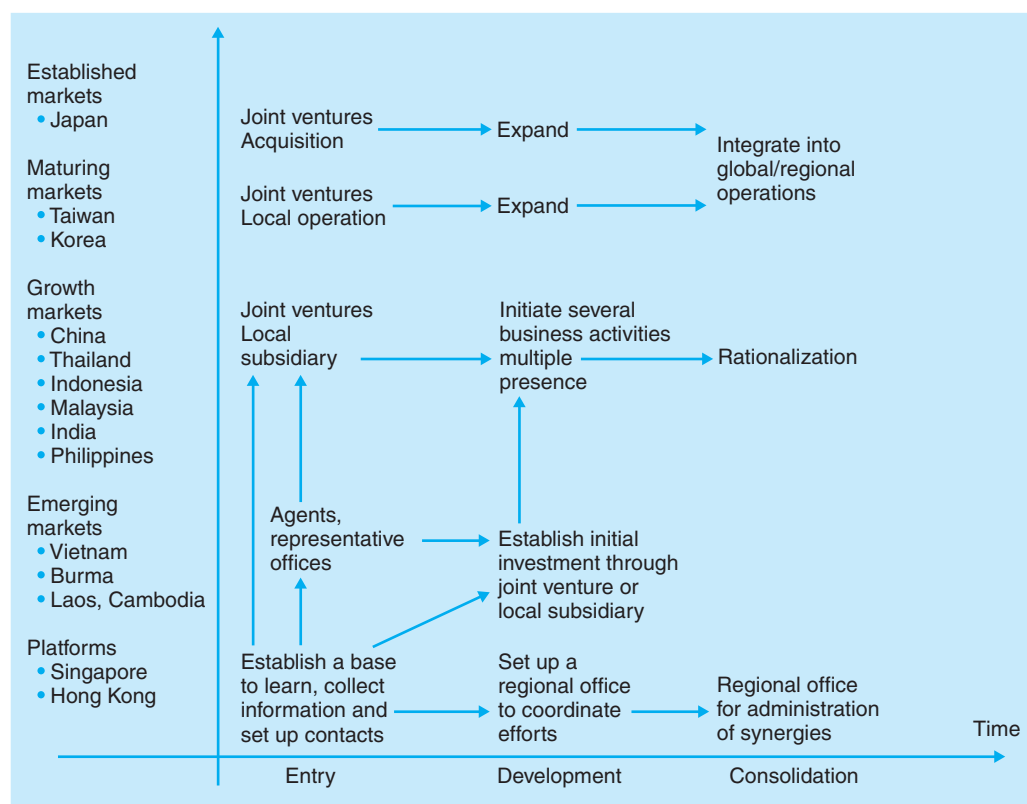 Established
markets
• Japan
Maturing
markets
• Taiwan
• Korea
Growth
markets
• China
• Thailand
• Indonesia
• Malaysia
• India
• Philippines
Emerging
markets
• Vietnam
• Burma
• Laos, Cambodia
Platforms
• Singapore
• Hong Kong
Joint ventures
Acquisition
Expand
Integrate into
global/regional
operations
Joint ventures
Local operation
Expand
Joint ventures
Local
subsidiary
Initiate several
business activities
multiple
presence
Rationalization
Agents,
representative
offices
Establish initial
investment through
joint venture or
local subsidiary
Establish a base
to learn, collect
information and
set up contacts
Set up a
regional office
to coordinate
efforts
Regional office
for administration
of synergies
Time
Entry
Development
Consolidation